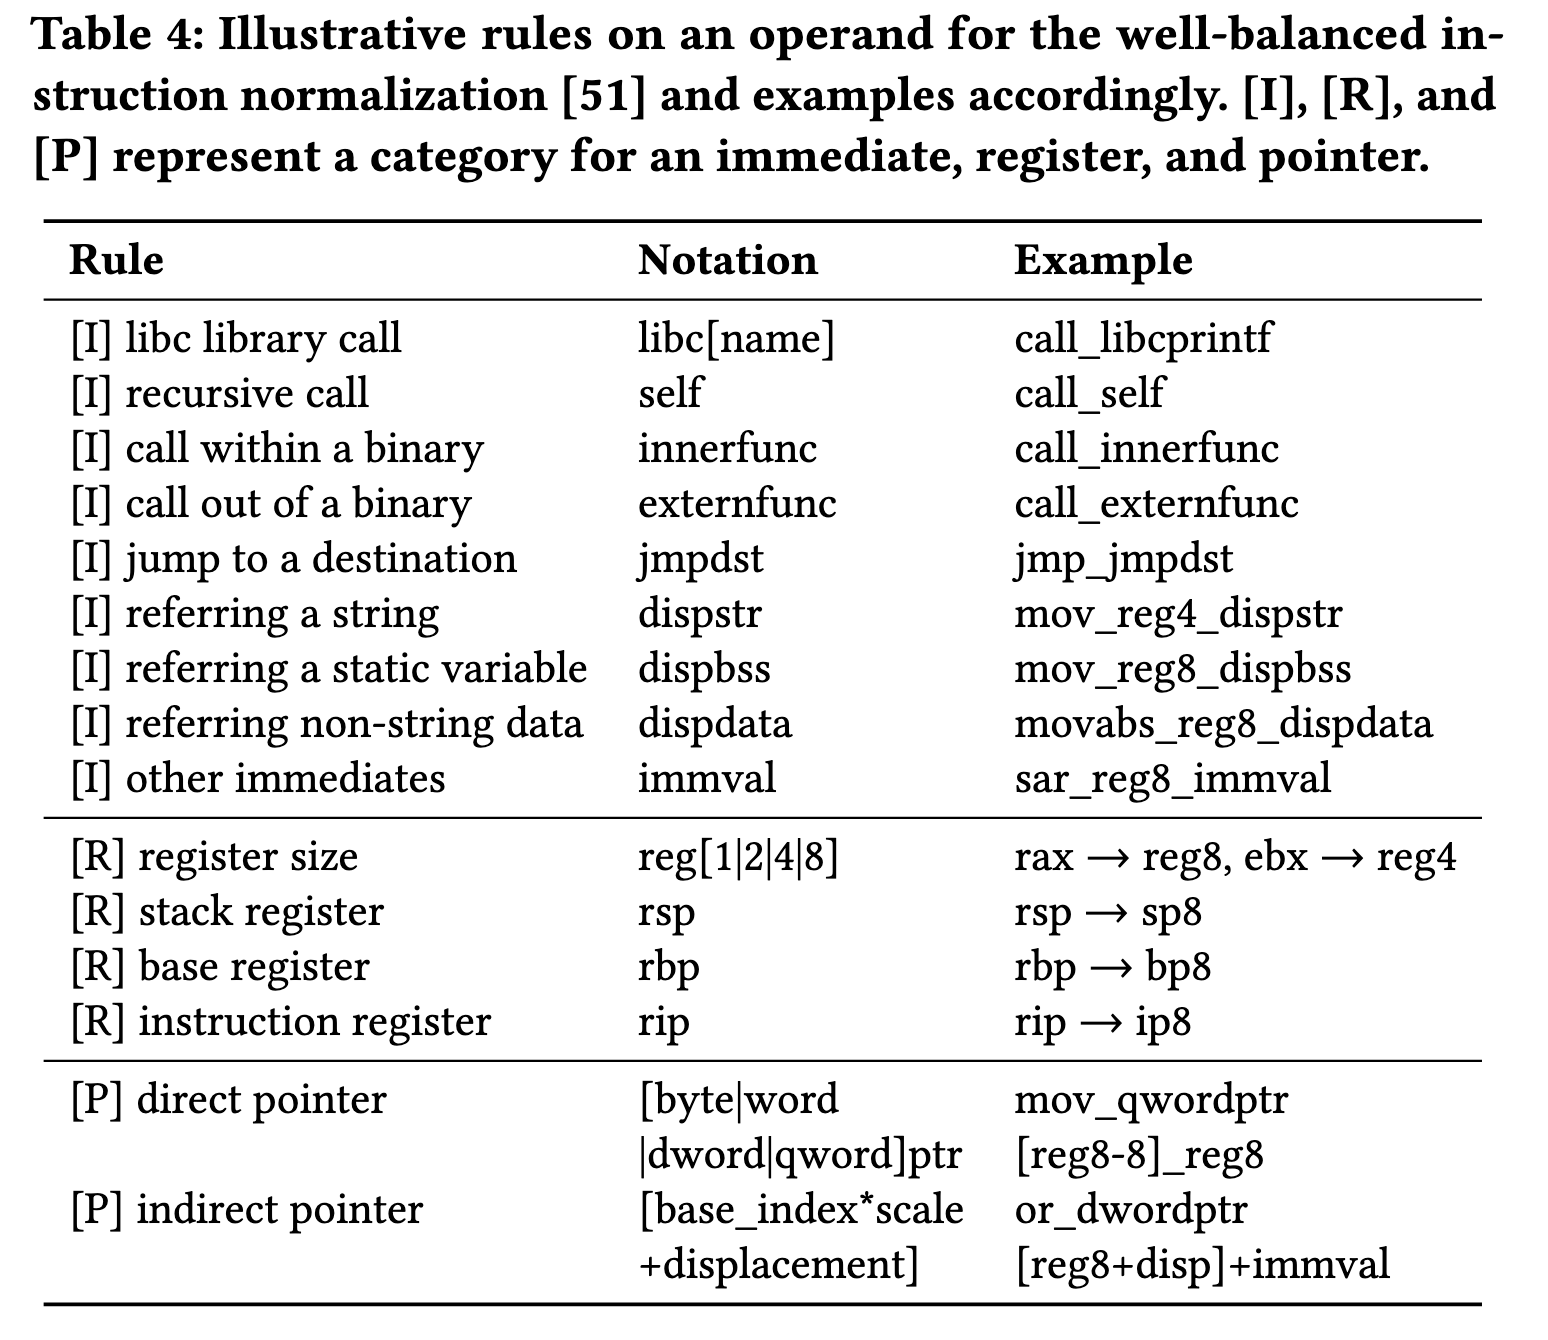 Table 4: Illustrative rules on an operand for the well-balanced in-
struction normalization [51] and examples accordingly. [I], [R], and
[P] represent a category for an immediate, register, and pointer.
Rule Notation Example
[I] libc library call libc[name] call_libcprintf
[I] recursive call self call_self
[I] call within a binary innerfunc call_innerfunc
[I] call out of a binary externfunc call_externfunc
[I] jump to a destination jmpdst jmp_jmpdst
[I] referring a string dispstr mov_reg4_dispstr
[I] referring a static variable dispbss mov_reg8_dispbss
[I] referring non-string data dispdata movabs_reg8_dispdata
[I] other immediates immval sar_reg8_immval
[R] register size reg[1|2|4|8] rax → reg8, ebx → reg4
[R] stack register rsp rsp → sp8
[R] base register rbp rbp → bp8
[R] instruction register rip rip → ip8
[P] direct pointer [byte|word mov_qwordptr
|dword|qword]ptr [reg8-8]_reg8
[P] indirect pointer [base_index*scale or_dwordptr
+displacement] [reg8+disp]+immval